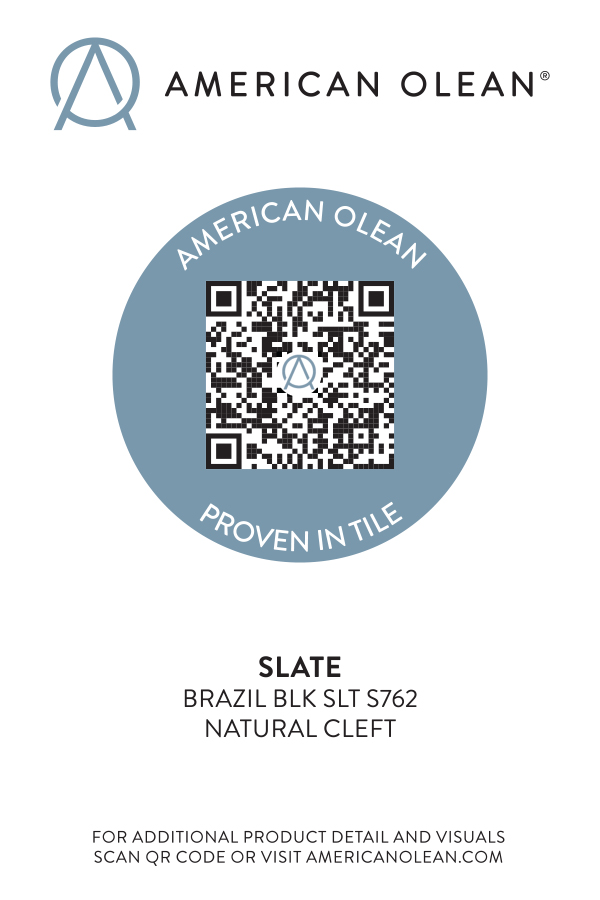 AMERICAN OLEAN®
AMERICAN OLEAN
PROVEN IN TILE
SLATE
BRAZIL BLK SLT S762
NATURAL CLEFT
FOR ADDITIONAL PRODUCT DETAIL AND VISUALS
SCAN QR CODE OR VISIT AMERICANOLEAN.COM